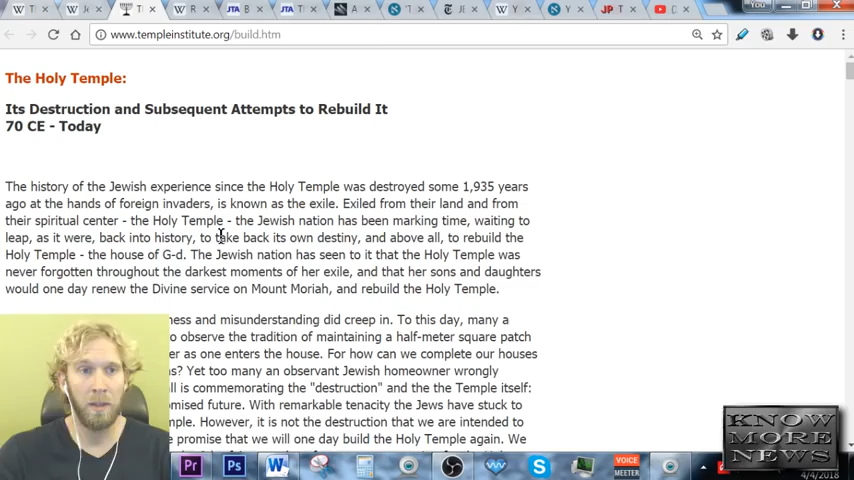 You
www.templeinstitute.org/build.htm
The Holy Temple:
Its Destruction and Subsequent Attempts to Rebuild It
70 CE - Today
The history of the Jewish experience since the Holy Temple was destroyed some 1,935 years
ago at the hands of foreign invaders, is known as the exile. Exiled from their land and from
their spiritual center - the Holy Temple - the Jewish nation has been marking time, waiting to
leap, as it were, back into history, to take back its own destiny, and above all, to rebuild the
Holy Temple - the house of G-d. The Jewish nation has seen to it that the Holy Temple was
never forgotten throughout the darkest moments of her exile, and that her sons and daughters
would one day renew the Divine service on Mount Moriah, and rebuild the Holy Temple.
ness and misunderstanding did creep in. To this day, many a
to observe the tradition of maintaining a half-meter square patch
er as one enters the house. For how can we complete our houses
s? Yet too many an observant Jewish homeowner wrongly
all is commemorating the "destruction" and the the Temple itself:
omised future. With remarkable tenacity the Jews have stuck to
mple. However, it is not the destruction that we are intended to
e promise that we will one day build the Holy Temple again. We
KNOW
MORE
NEWS
Pr
Ps
W
S
VOICE
MEETER
4/4/2018